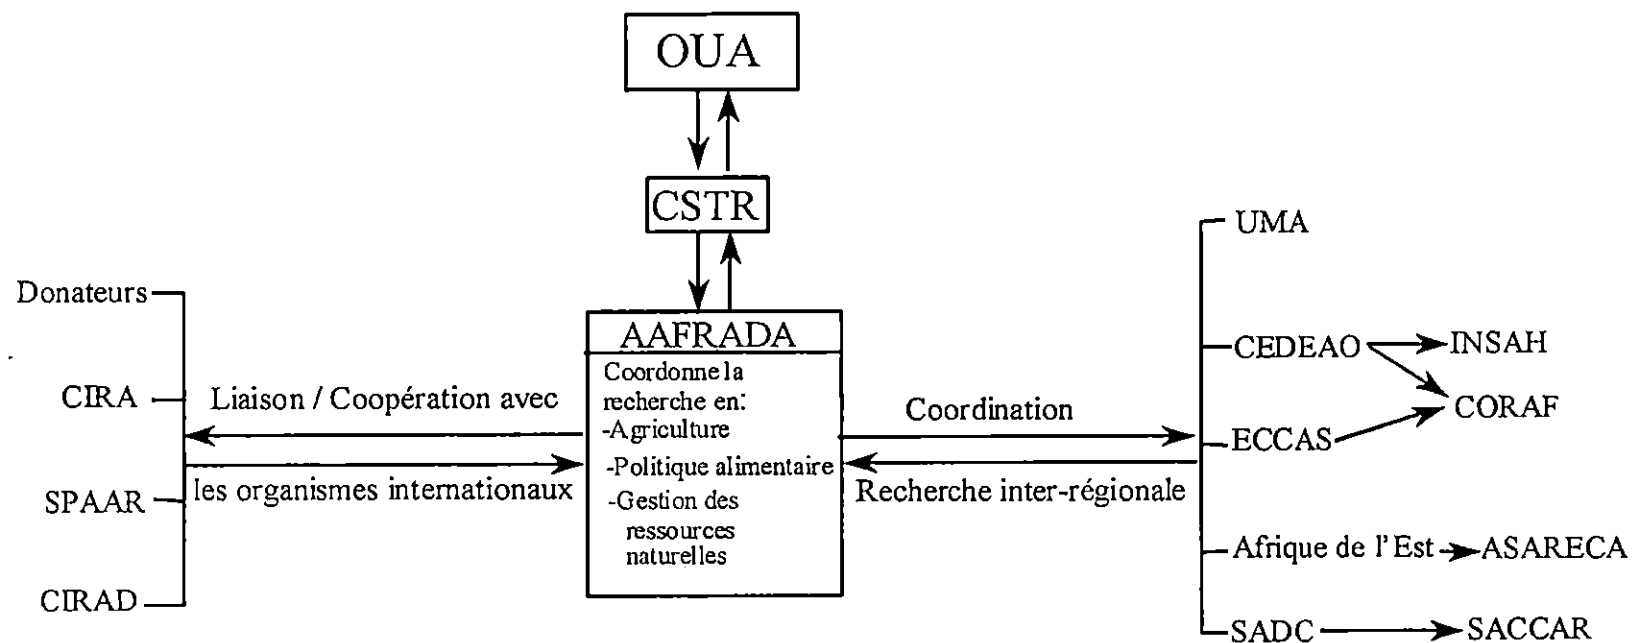 OUA
CSTR
AAFRADA
Coordonne la
recherche en:
-Agriculture
-Politique alimentaire
-Gestion des
ressources
naturelles
Donateurs
CIRA
SPAAR
CIRAD
Liaison / Coopération avec
les organismes internationaux
Coordination
Recherche inter-régionale
UMA
CEDEAO
INSAH
CORAF
ECCAS
Afrique de l'Est
ASARECA
SADC
SACCAR